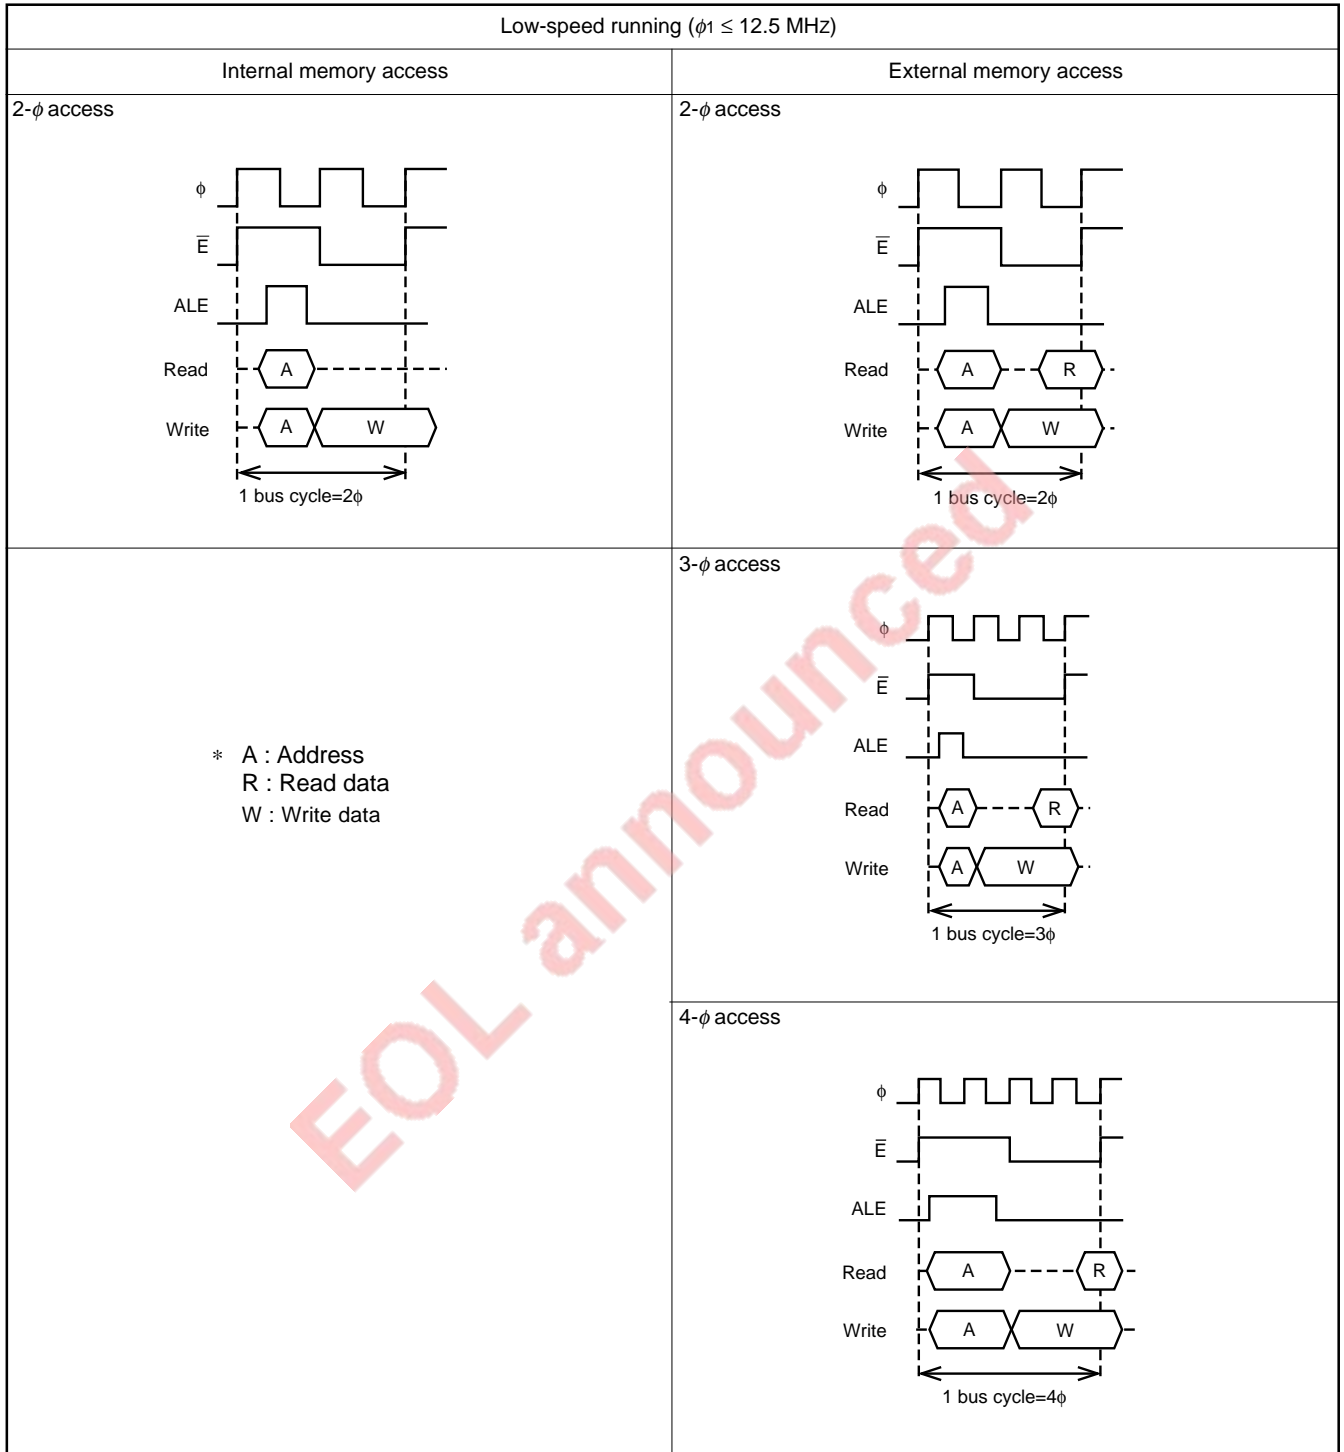 Low-speed running (ϕ1 ≤ 12.5 MHz)
Internal memory access
External memory access
2-ϕ access
ϕ
E̅
ALE
Read
A
Write
A
W
1 bus cycle=2ϕ
2-ϕ access
ϕ
E̅
ALE
Read
A
R
Write
A
W
1 bus cycle=2ϕ
3-ϕ access
ϕ
E̅
ALE
Read
A
R
Write
A
W
1 bus cycle=3ϕ
* A : Address
R : Read data
W : Write data
4-ϕ access
ϕ
E̅
ALE
Read
A
R
Write
A
W
1 bus cycle=4ϕ
EOL announced